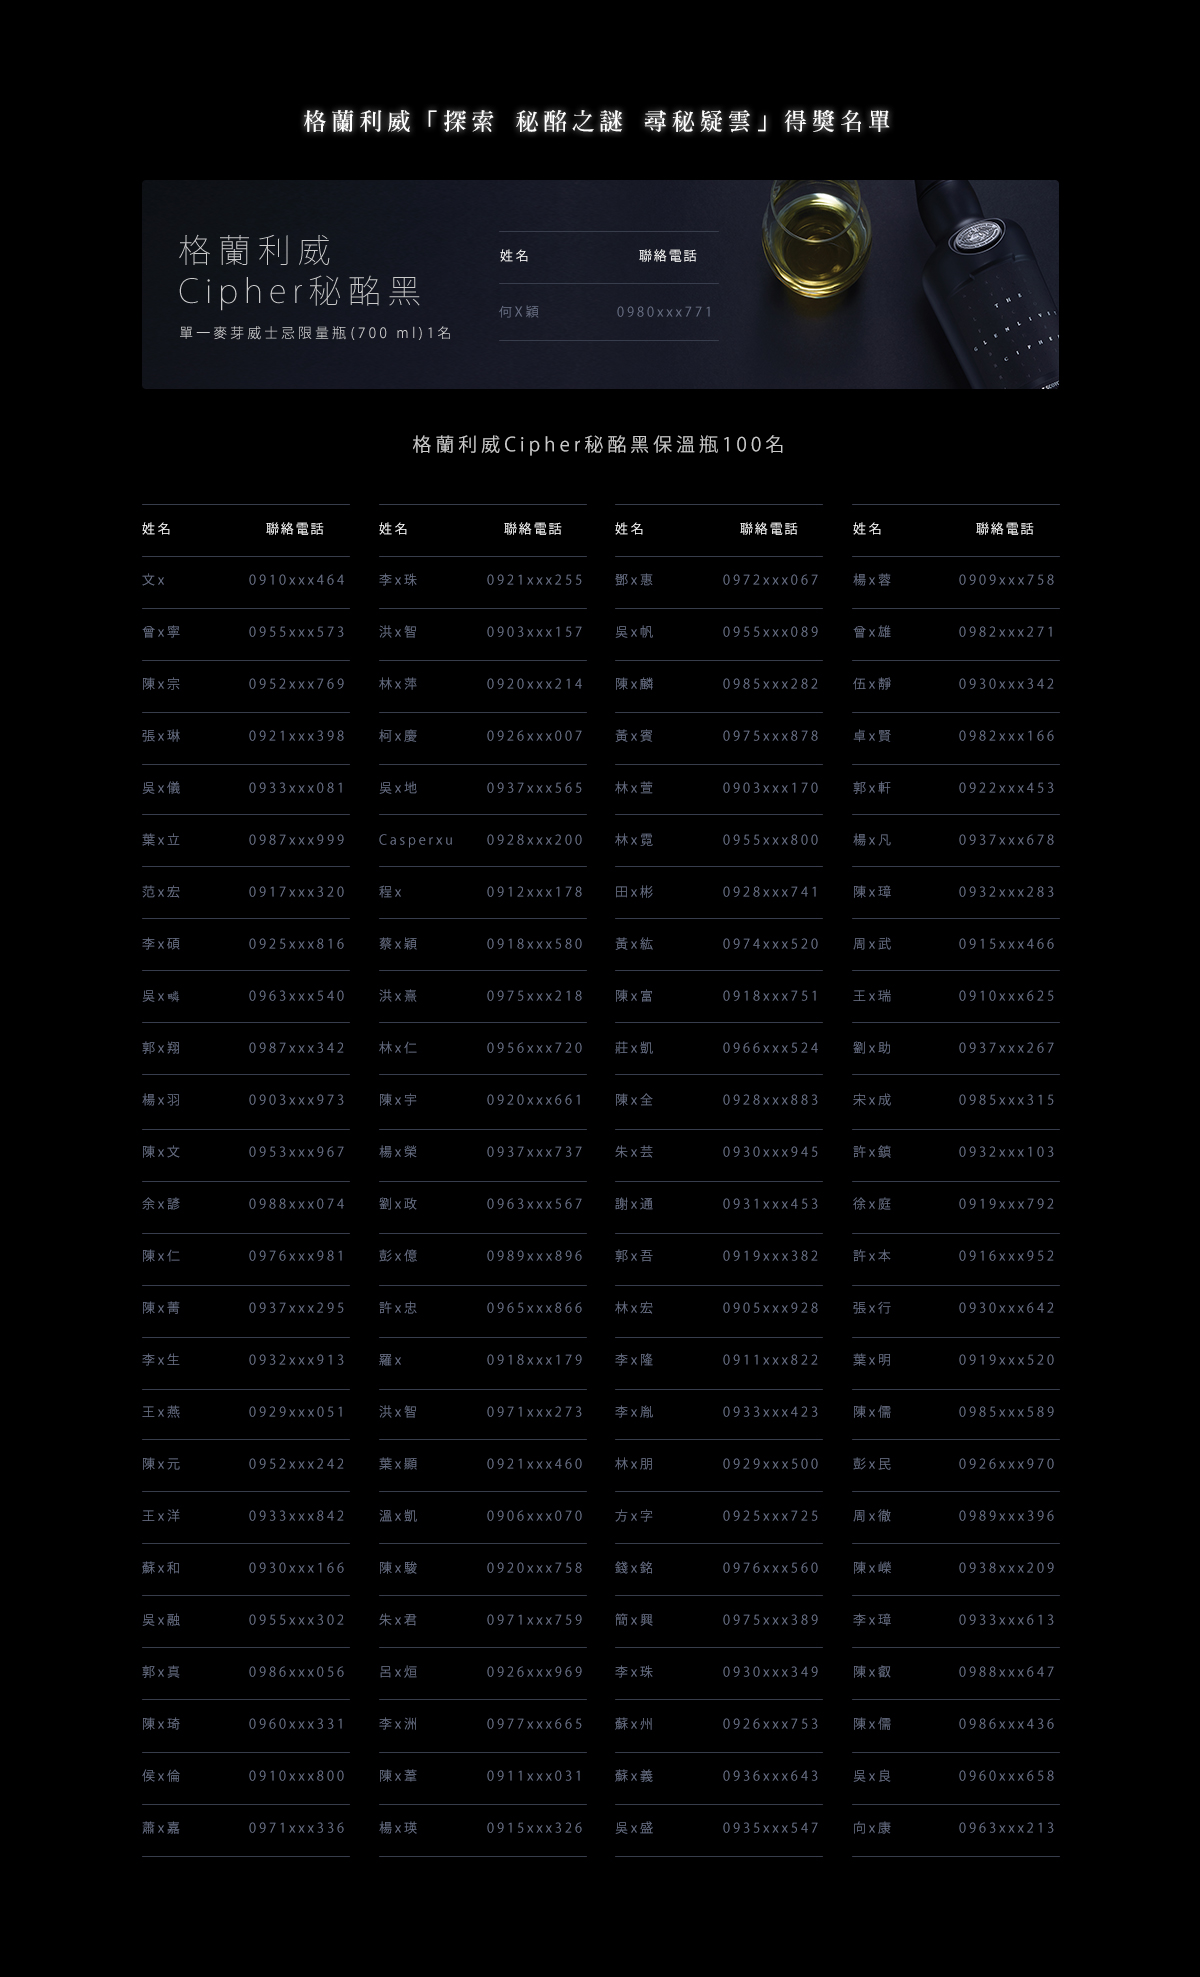 格蘭利威「探索 秘酩之謎 尋秘疑雲」得獎名單
格蘭利威
Cipher秘酩黑
單一麥芽威士忌限量瓶(700 ml)1名
姓名 聯絡電話
何X穎 0980xxx771
THE
GLENLIVET
CIPHER
格蘭利威Cipher秘酩黑保溫瓶100名
姓名 聯絡電話 姓名 聯絡電話 姓名 聯絡電話 姓名 聯絡電話
文x 0910xxx464 李x珠 0921xxx255 鄧x惠 0972xxx067 楊x蓉 0909xxx758
曾x寧 0955xxx573 洪x智 0903xxx157 吳x帆 0955xxx089 曾x雄 0982xxx271
陳x宗 0952xxx769 林x萍 0920xxx214 陳x麟 0985xxx282 伍x靜 0930xxx342
張x琳 0921xxx398 柯x慶 0926xxx007 黃x賓 0975xxx878 卓x賢 0982xxx166
吳x儀 0933xxx081 吳x地 0937xxx565 林x萱 0903xxx170 郭x軒 0922xxx453
葉x立 0987xxx999 Casperxu 0928xxx200 林x霓 0955xxx800 楊x凡 0937xxx678
范x宏 0917xxx320 程x 0912xxx178 田x彬 0928xxx741 陳x璋 0932xxx283
李x碩 0925xxx816 蔡x穎 0918xxx580 黃x紘 0974xxx520 周x武 0915xxx466
吳x 0963xxx540 洪x熹 0975xxx218 陳x富 0918xxx751 王x瑞 0910xxx625
郭x翔 0987xxx342 林x仁 0956xxx720 莊x凱 0966xxx524 劉x助 0937xxx267
楊x羽 0903xxx973 陳x宇 0920xxx661 陳x全 0928xxx883 宋x成 0985xxx315
陳x文 0953xxx967 楊x榮 0937xxx737 朱x芸 0930xxx945 許x鎮 0932xxx103
余x諺 0988xxx074 劉x政 0963xxx567 謝x通 0931xxx453 徐x庭 0919xxx792
陳x仁 0976xxx981 彭x億 0989xxx896 郭x吾 0919xxx382 許x本 0916xxx952
陳x菁 0937xxx295 許x忠 0965xxx866 林x宏 0905xxx928 張x行 0930xxx642
李x生 0932xxx913 羅x 0918xxx179 李x隆 0911xxx822 葉x明 0919xxx520
王x燕 0929xxx051 洪x智 0971xxx273 李x胤 0933xxx423 陳x儒 0985xxx589
陳x元 0952xxx242 葉x顯 0921xxx460 林x朋 0929xxx500 彭x民 0926xxx970
王x洋 0933xxx842 溫x凱 0906xxx070 方x字 0925xxx725 周x徹 0989xxx396
蘇x和 0930xxx166 陳x駿 0920xxx758 錢x銘 0976xxx560 陳x嶸 0938xxx209
吳x融 0955xxx302 朱x君 0971xxx759 簡x興 0975xxx389 李x璋 0933xxx613
郭x真 0986xxx056 呂x烜 0926xxx969 李x珠 0930xxx349 陳x叡 0988xxx647
陳x琦 0960xxx331 李x洲 0977xxx665 蘇x州 0926xxx753 陳x儒 0986xxx436
侯x倫 0910xxx800 陳x葦 0911xxx031 蘇x義 0936xxx643 吳x良 0960xxx658
蕭x嘉 0971xxx336 楊x瑛 0915xxx326 吳x盛 0935xxx547 向x康 0963xxx213